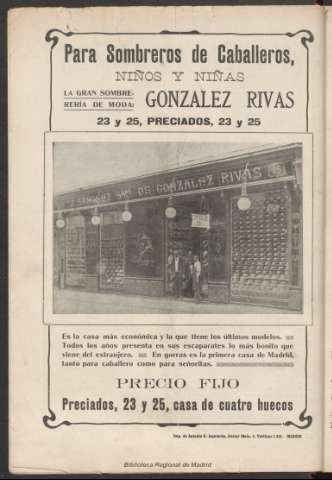 Para Sombreros de Caballeros,
NIÑOS Y NIÑAS
LA GRAN SOMBRE-
RERÍA DE MODA:
GONZALEZ RIVAS
23 y 25, PRECIADOS, 23 y 25
DE GONZALEZ RIVAS
Es la casa más económica y la que tiene los últimos modelos.
Todos los años presenta en sus escaparates lo más bonito que
viene del extranjero. En gorras es la primera casa de Madrid,
tanto para caballero como para señoritas.
PRECIO FIJO
Preciados, 23 y 25, casa de cuatro huecos
Imp. de Antonio
MADRID
Biblioteca Regional de Madrid